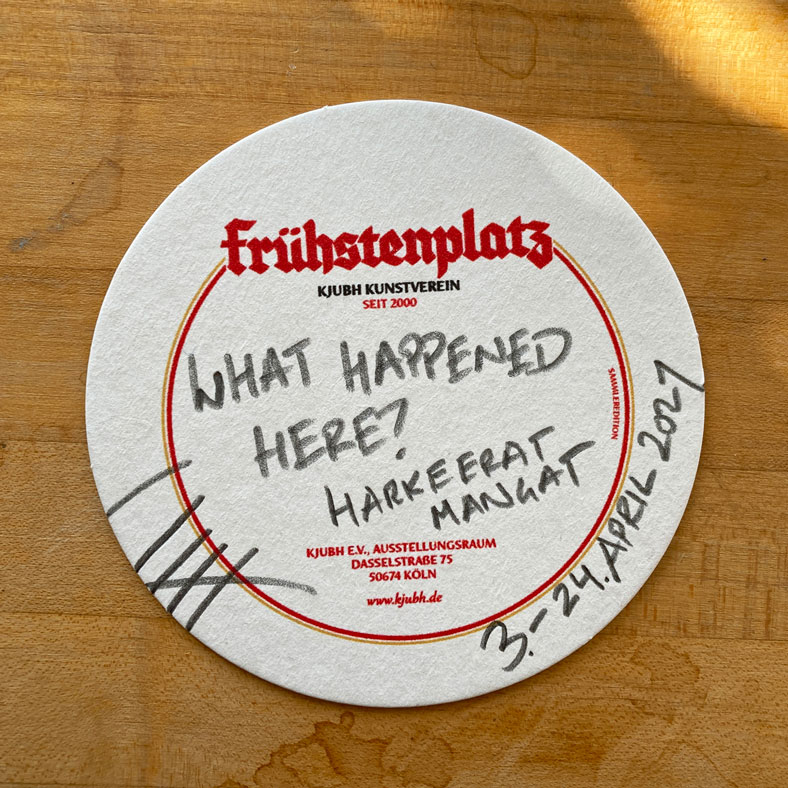 frühstenplatz
KJUBH KUNSTVEREIN
SEIT 2000
WHAT HAPPENED
HERE?
HARKEERAT
MANGAT
SAMMLEREDITION
KJUBH E.V., AUSSTELLUNGSRAUM
DASSELSTRAßE 75
50674 KÖLN
www.kjubh.de
3.–24. APRIL 2021